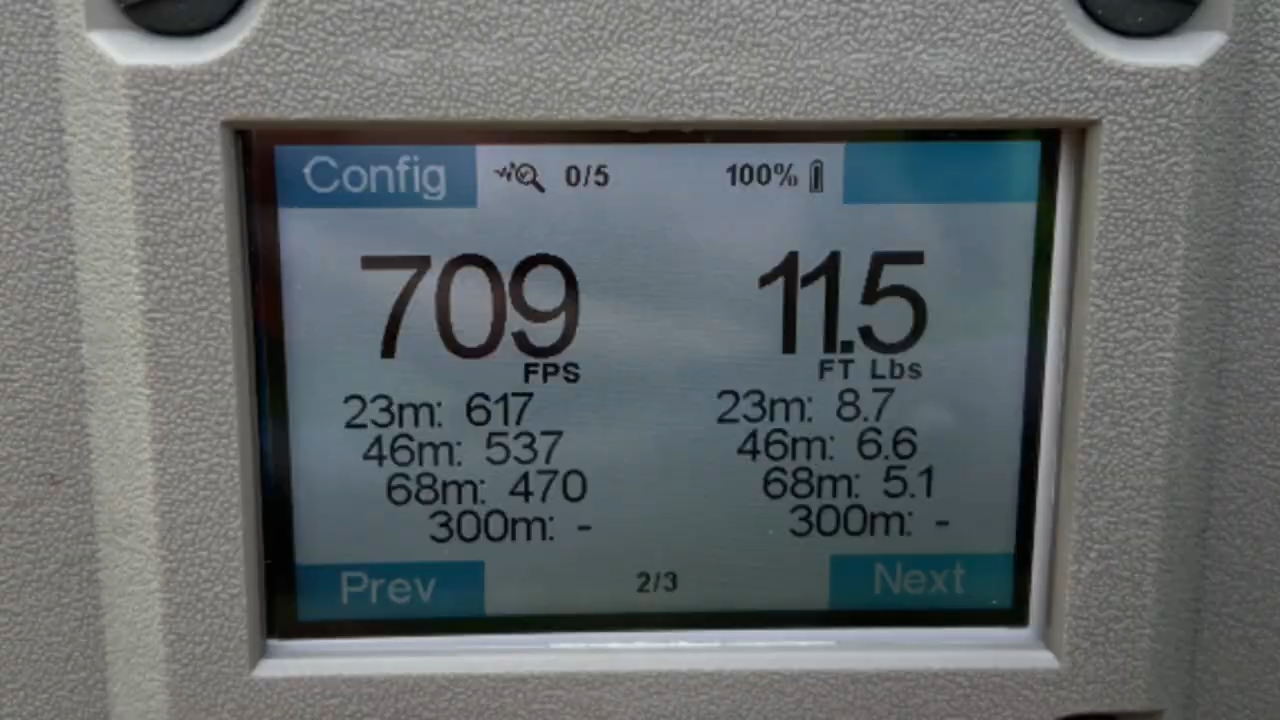 Config 0/5 100%
709 FPS
11.5 FT Lbs
23m: 617
46m: 537
68m: 470
300m: -
23m: 8.7
46m: 6.6
68m: 5.1
300m: -
Prev 2/3 Next